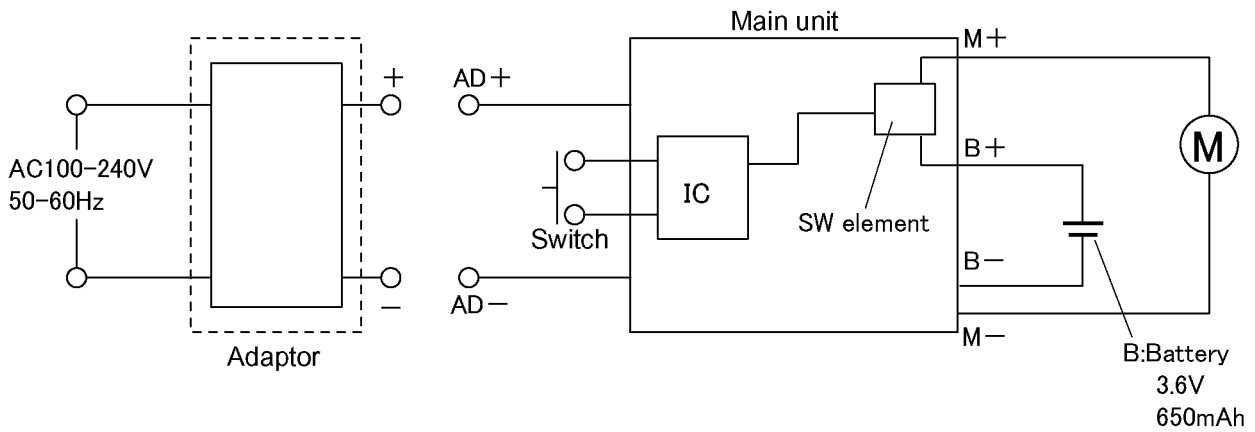 Main unit
M+
+
AD+
AC100-240V
50-60Hz
B+
M
IC
SW element
Switch
B-
−
AD-
M-
Adaptor
B:Battery
3.6V
650mAh